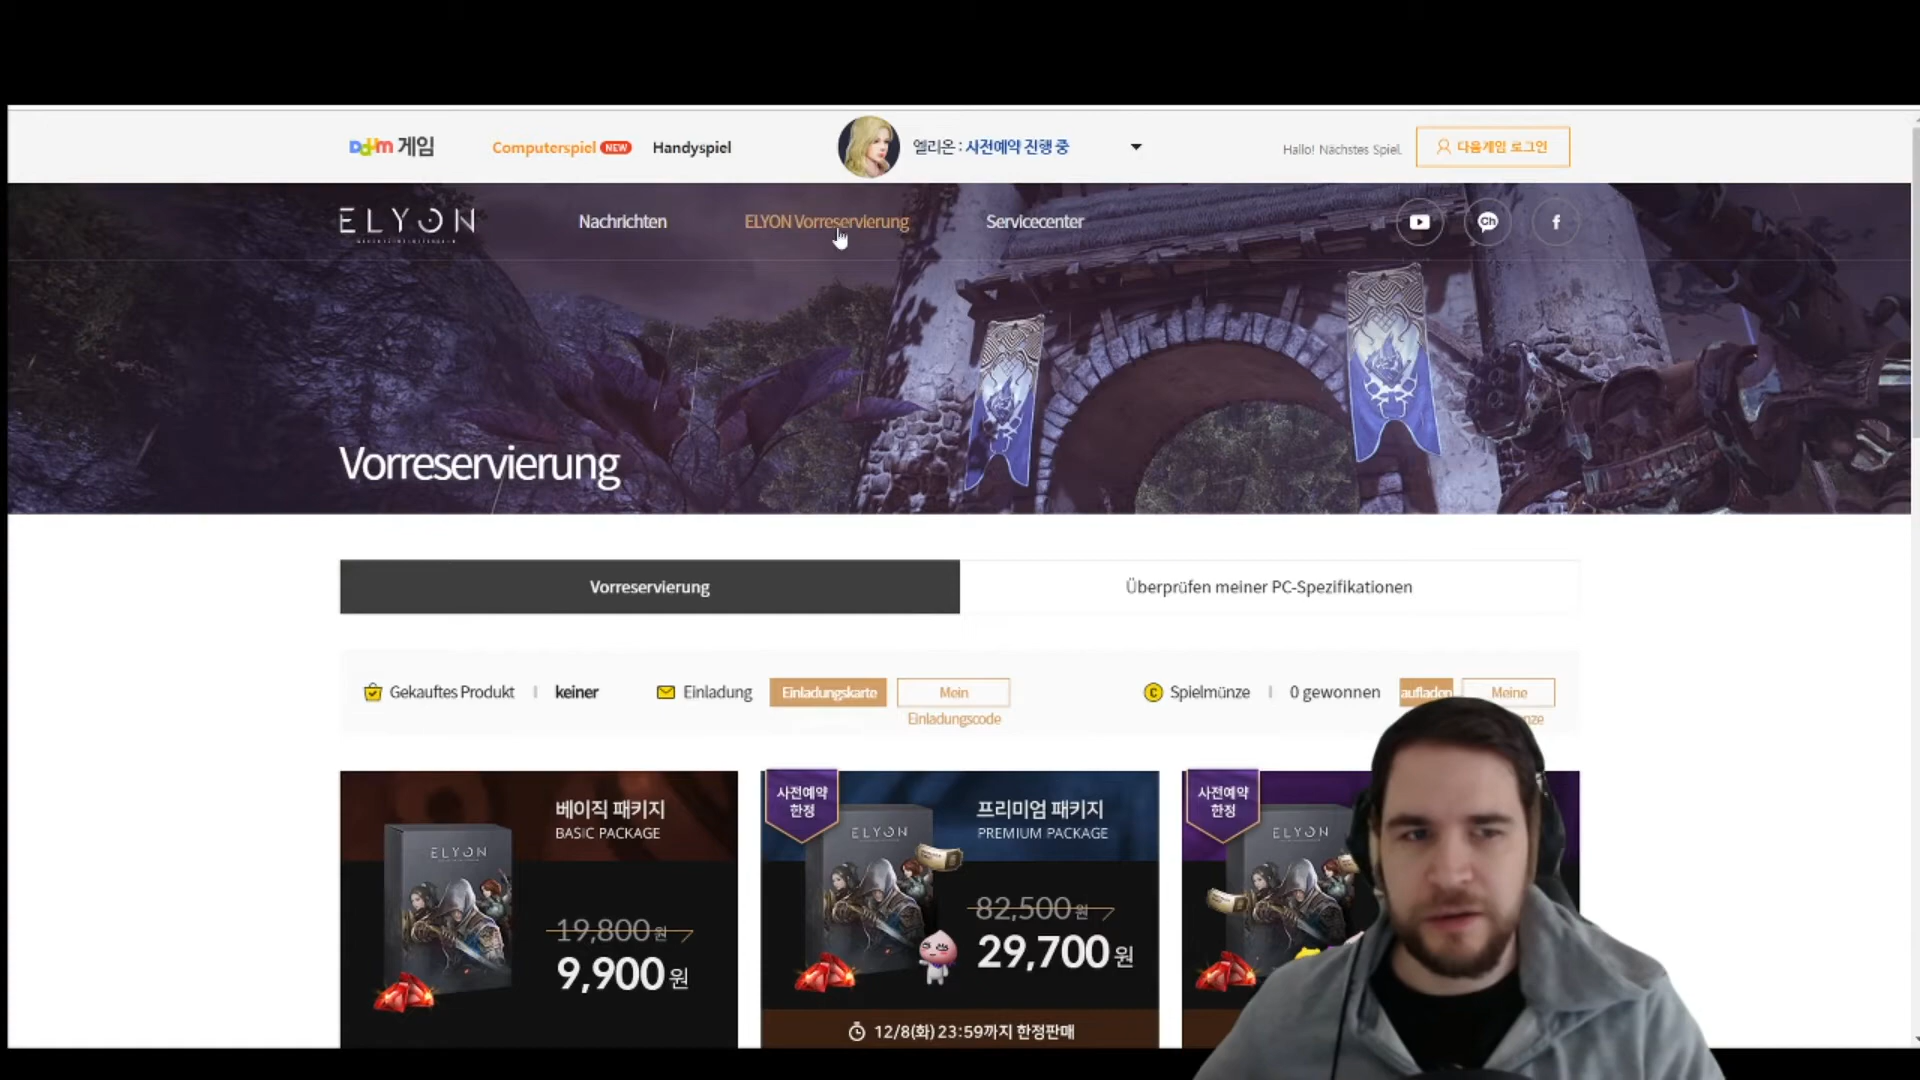 Daum 게임
Computerspiel NEW Handyspiel
엘리온 : 사전예약 진행 중
Hallo! Nächstes Spiel.
다음게임 로그인
ELYON
Nachrichten
ELYON Vorreservierung
Servicecenter
Ch
f
Vorreservierung
Vorreservierung
Überprüfen meiner PC-Spezifikationen
Gekauftes Produkt | keiner
Einladung
Einladungskarte
Mein
Einladungscode
C Spielmünze | 0 gewonnen
aufladen
Meine
베이직 패키지
BASIC PACKAGE
ELYON
19,800원
9,900원
사전예약
한정
프리미엄 패키지
PREMIUM PACKAGE
ELYON
82,500원
29,700원
12/8(화) 23:59까지 한정판매
사전예약
한정
ELYON